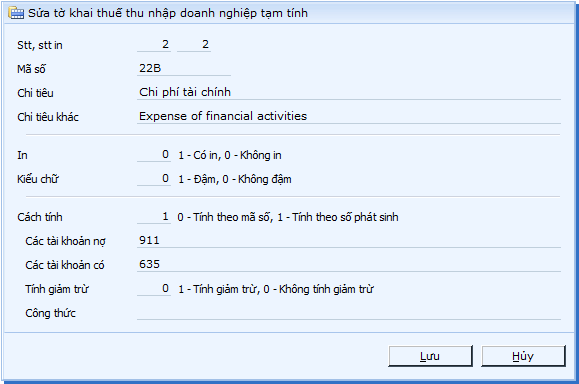 Sửa tờ khai thuế thu nhập doanh nghiệp tạm tính
Stt, stt in 2 2
Mã số 22B
Chỉ tiêu Chi phí tài chính
Chỉ tiêu khác Expense of financial activities
In 0 1 - Có in, 0 - Không in
Kiểu chữ 0 1 - Đậm, 0 - Không đậm
Cách tính 1 0 - Tính theo mã số, 1 - Tính theo số phát sinh
Các tài khoản nợ 911
Các tài khoản có 635
Tính giảm trừ 0 1 - Tính giảm trừ, 0 - Không tính giảm trừ
Công thức
Lưu Hủy